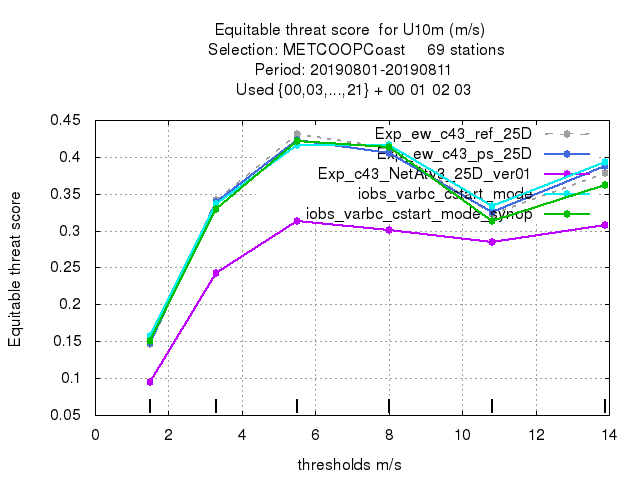 Equitable threat score  for U10m (m/s)
Selection: METCOOPCoast     69 stations
Period: 20190801-20190811
Used {00,03,...,21} + 00 01 02 03
Equitable threat score
0.45
0.4
0.35
0.3
0.25
0.2
0.15
0.1
0.05
Exp_ew_c43_ref_25D
Exp_ew_c43_ps_25D
Exp_c43_NetAtv3_25D_ver01
iobs_varbc_cstart_mode
iobs_varbc_cstart_mode_synop
0 2 4 6 8 10 12 14
thresholds m/s